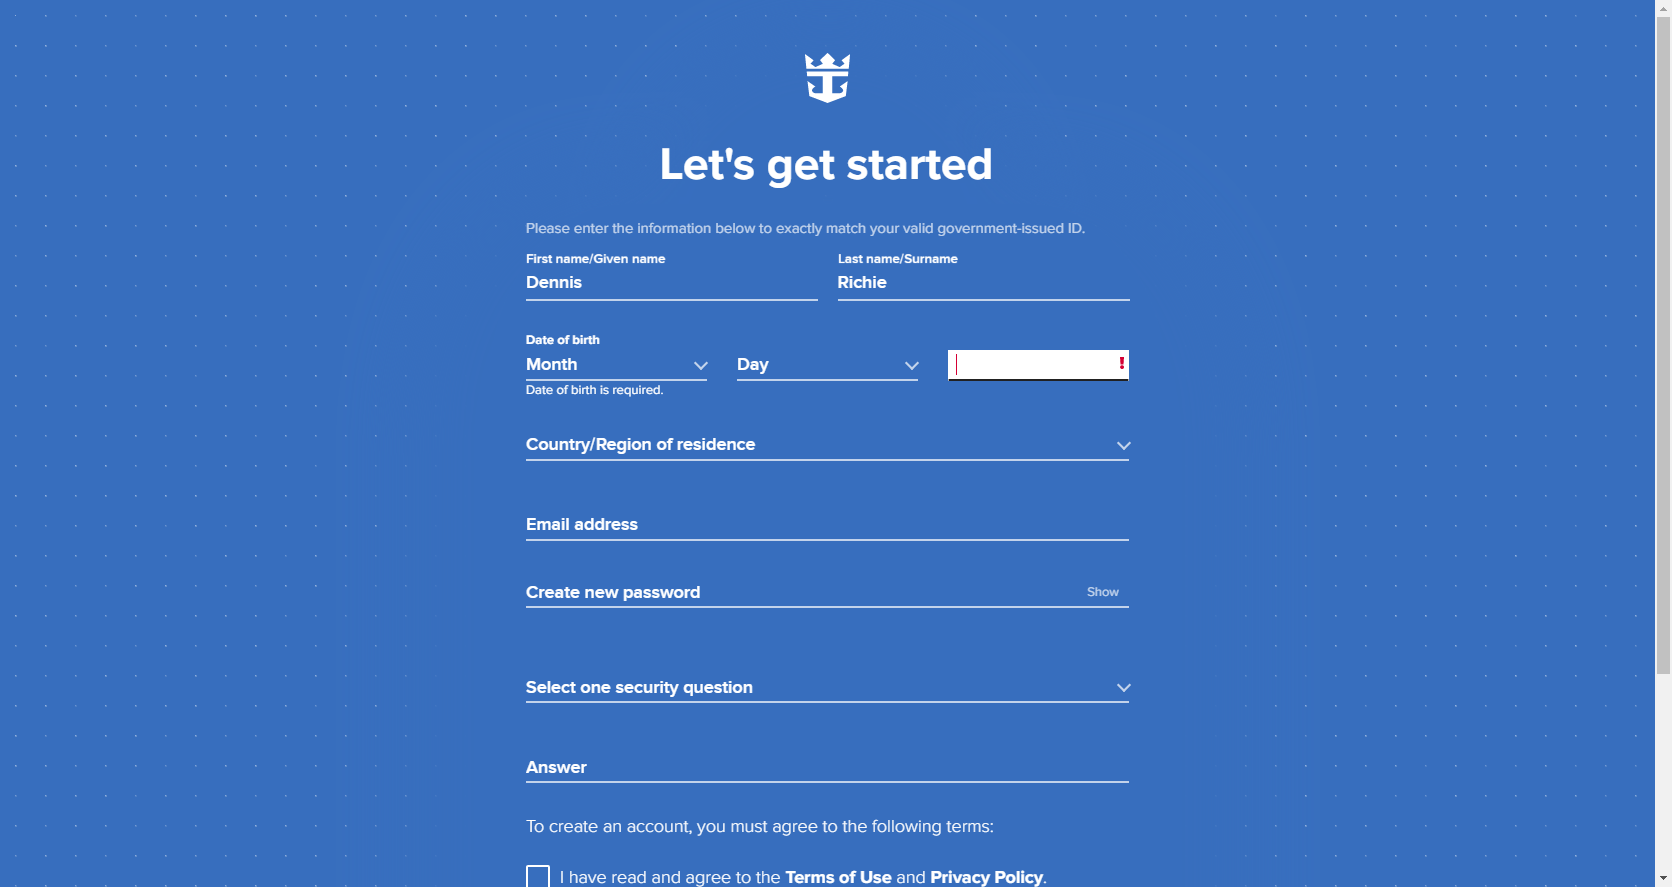 Let's get started
Please enter the information below to exactly match your valid government-issued ID.
First name/Given name
Last name/Surname
Dennis
Richie
Date of birth
Month
Day
!
Date of birth is required.
Country/Region of residence
Email address
Create new password
Show
Select one security question
Answer
To create an account, you must agree to the following terms:
I have read and agree to the Terms of Use and Privacy Policy.